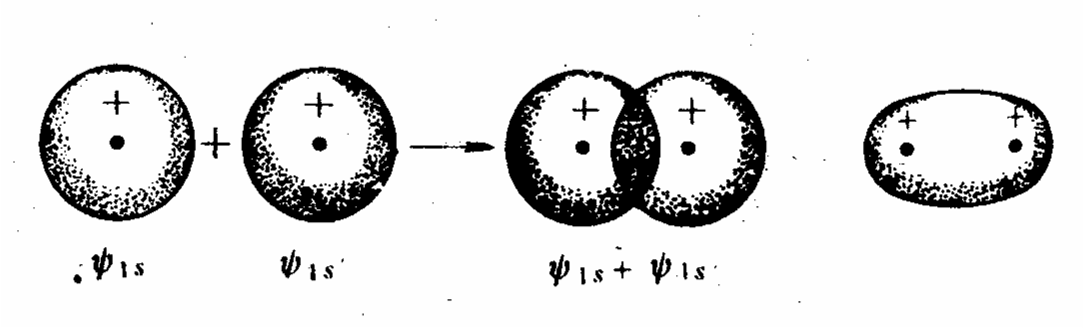 + + + + + +
+
ψ1s ψ1s ψ1s + ψ1s